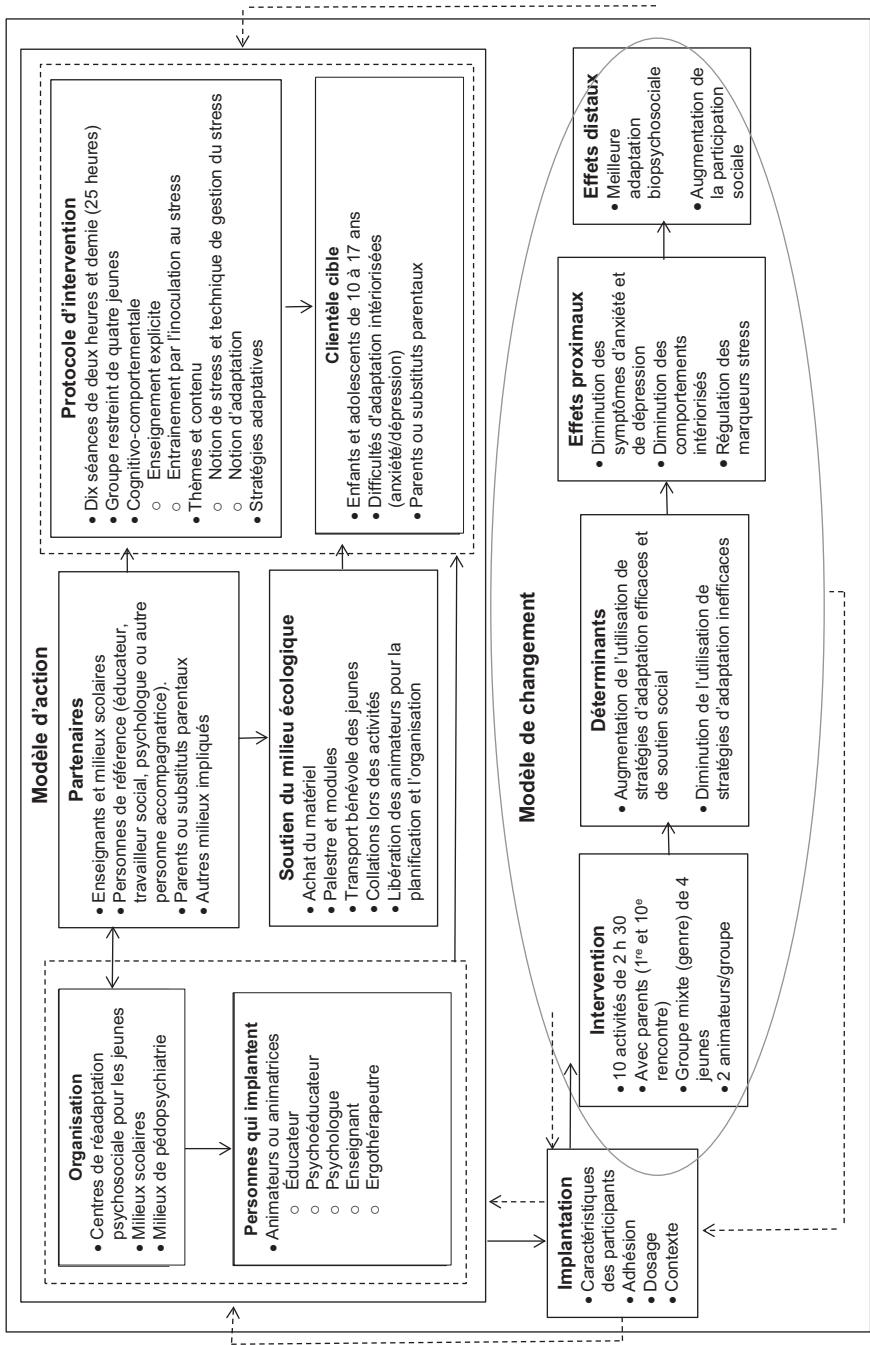 Modèle d'action
Organisation
• Centres de réadaptation
psychosociale pour les jeunes
• Milieux scolaires
• Milieux de pédopsychiatrie
Personnes qui implantent
• Animateurs ou animatrices
○ Éducateur
○ Psychoéducateur
○ Psychologue
○ Enseignant
○ Ergothérapeutre
Partenaires
• Enseignants et milieux scolaires
• Personnes de référence (éducateur,
travailleur social, psychologue ou autre
personne accompagnatrice).
• Parents ou substituts parentaux
• Autres milieux impliqués
Soutien du milieu écologique
• Achat du matériel
• Palestre et modules
• Transport bénévole des jeunes
• Collations lors des activités
• Libération des animateurs pour la
planification et l'organisation
Protocole d'intervention
• Dix séances de deux heures et demie (25 heures)
• Groupe restreint de quatre jeunes
• Cognitivo-comportementale
○ Enseignement explicite
○ Entrainement par l'inoculation au stress
• Thèmes et contenu
○ Notion de stress et technique de gestion du stress
○ Notion d'adaptation
• Stratégies adaptatives
Clientèle cible
• Enfants et adolescents de 10 à 17 ans
• Difficultés d'adaptation intériorisées
(anxiété/dépression)
• Parents ou substituts parentaux
Modèle de changement
Implantation
• Caractéristiques
des participants
• Adhésion
• Dosage
• Contexte
Intervention
• 10 activités de 2 h 30
• Avec parents (1re et 10e
rencontre)
• Groupe mixte (genre) de 4
jeunes
• 2 animateurs/groupe
Déterminants
• Augmentation de l'utilisation de
stratégies d'adaptation efficaces et
de soutien social
• Diminution de l'utilisation de
stratégies d'adaptation inefficaces
Effets proximaux
• Diminution des
symptômes d'anxiété et
de dépression
• Diminution des
comportements
intériorisés
• Régulation des
marqueurs stress
Effets distaux
• Meilleure
adaptation
biopsychosociale
• Augmentation de
la participation
sociale